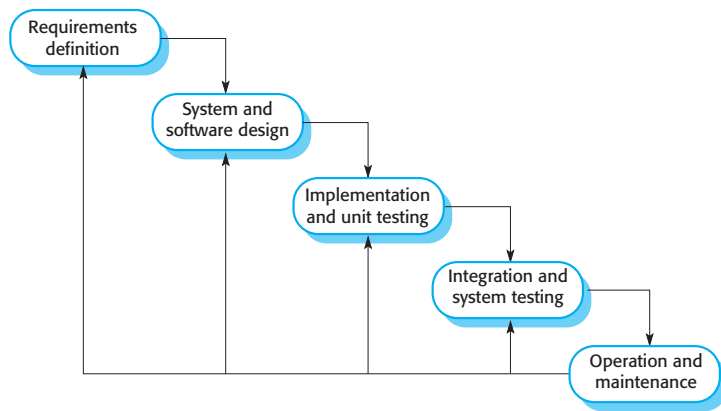 Requirements
definition
System and
software design
Implementation
and unit testing
Integration and
system testing
Operation and
maintenance